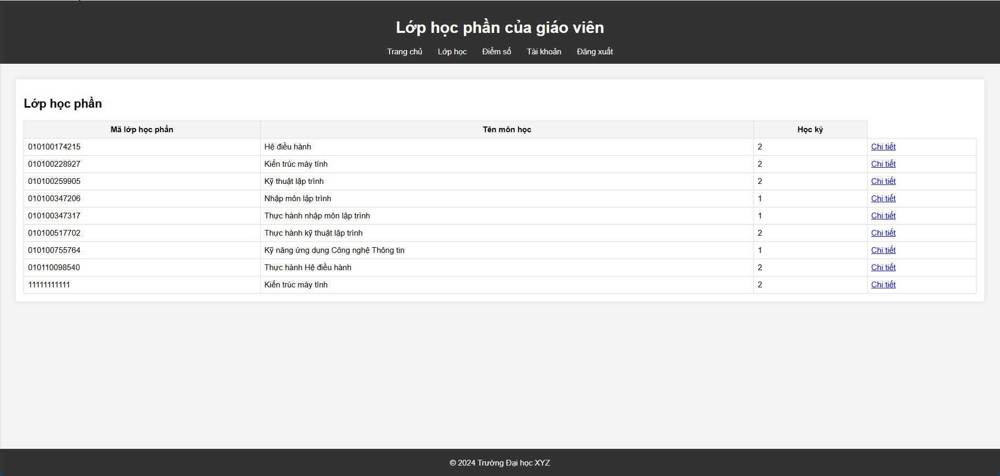 Lớp học phần của giáo viên
Trang chủ Lớp học Điểm số Tài khoản Đăng xuất
Lớp học phần
Mã lớp học phần Tên môn học Học kỳ
010100174215 Hệ điều hành 2 Chi tiết
010100228927 Kiến trúc máy tính 2 Chi tiết
010100259905 Kỹ thuật lập trình 2 Chi tiết
010100347206 Nhập môn lập trình 1 Chi tiết
010100347317 Thực hành nhập môn lập trình 1 Chi tiết
010100517702 Thực hành kỹ thuật lập trình 2 Chi tiết
010100755764 Kỹ năng ứng dụng Công nghệ Thông tin 1 Chi tiết
010110098540 Thực hành Hệ điều hành 2 Chi tiết
11111111111 Kiến trúc máy tính 2 Chi tiết
© 2024 Trường Đại học XYZ